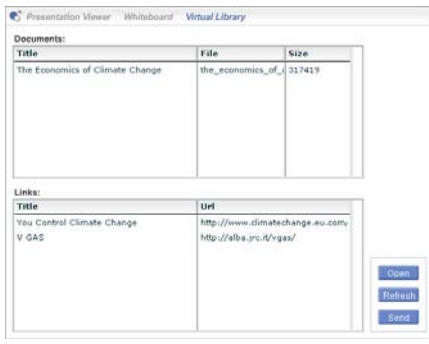 Presentation Viewer Whiteboard Virtual Library
Documents:
Title File Size
The Economics of Climate Change the_economics_of_c 317419
Links:
Title Url
You Control Climate Change http://www.climatechange.eu.com/
V GAS http://alba.jrc.it/vgas/
Open
Refresh
Send